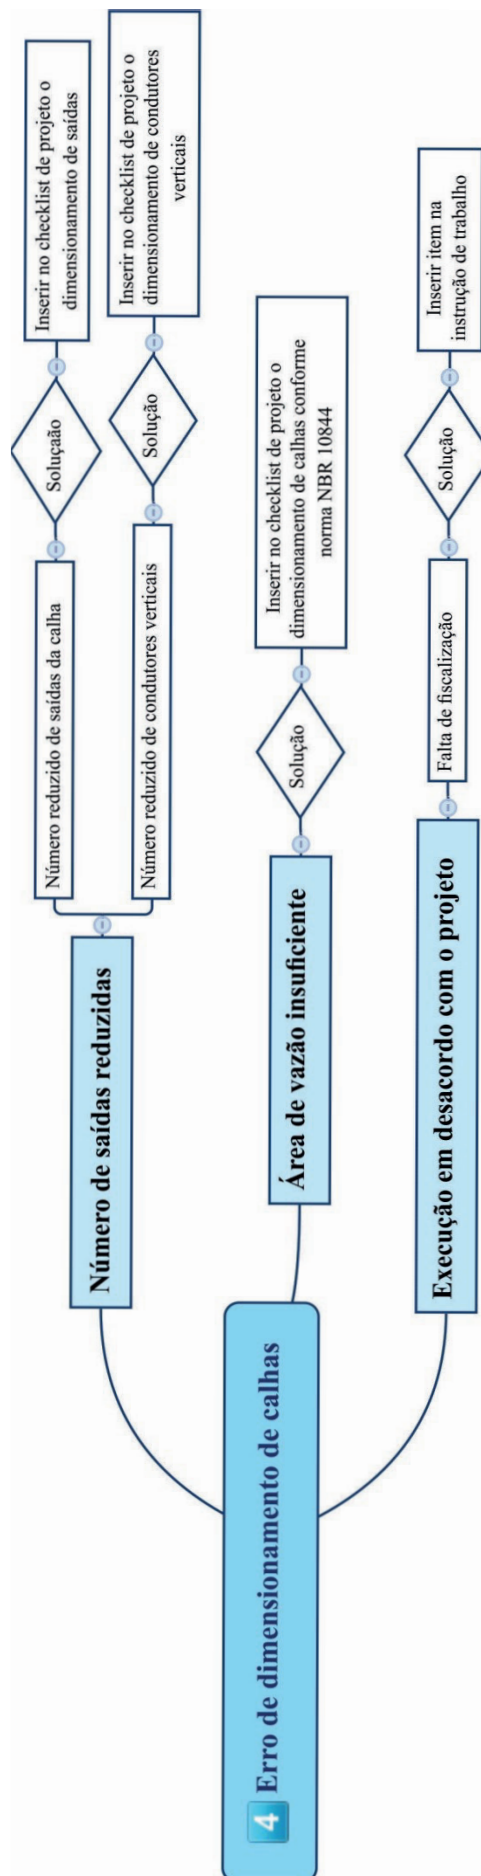 4 Erro de dimensionamento de calhas
Número de saídas reduzidas
Número reduzido de saídas da calha
Soluçaão
Inserir no checklist de projeto o
dimensionamento de saídas
Número reduzido de condutores verticais
Solução
Inserir no checklist de projeto o
dimensionamento de condutores
verticais
Área de vazão insuficiente
Solução
Inserir no checklist de projeto o
dimensionamento de calhas conforme
norma NBR 10844
Execução em desacordo com o projeto
Falta de fiscalização
Solução
Inserir item na
instrução de trabalho